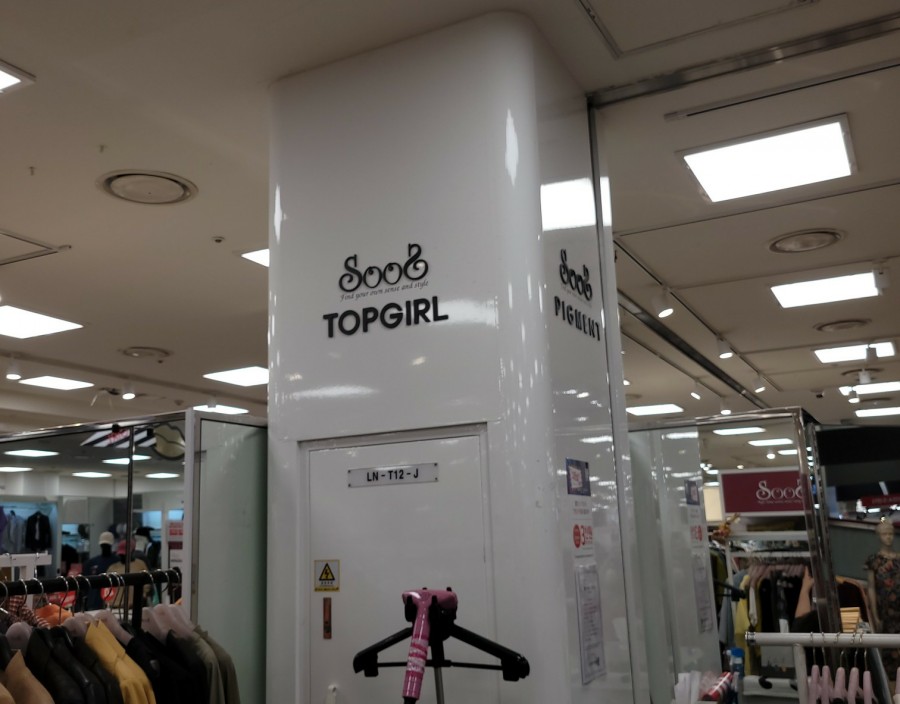 SooS
find your own sense and style
TOPGIRL
SooS
PIGMENT
LN - T12 - J
SooS